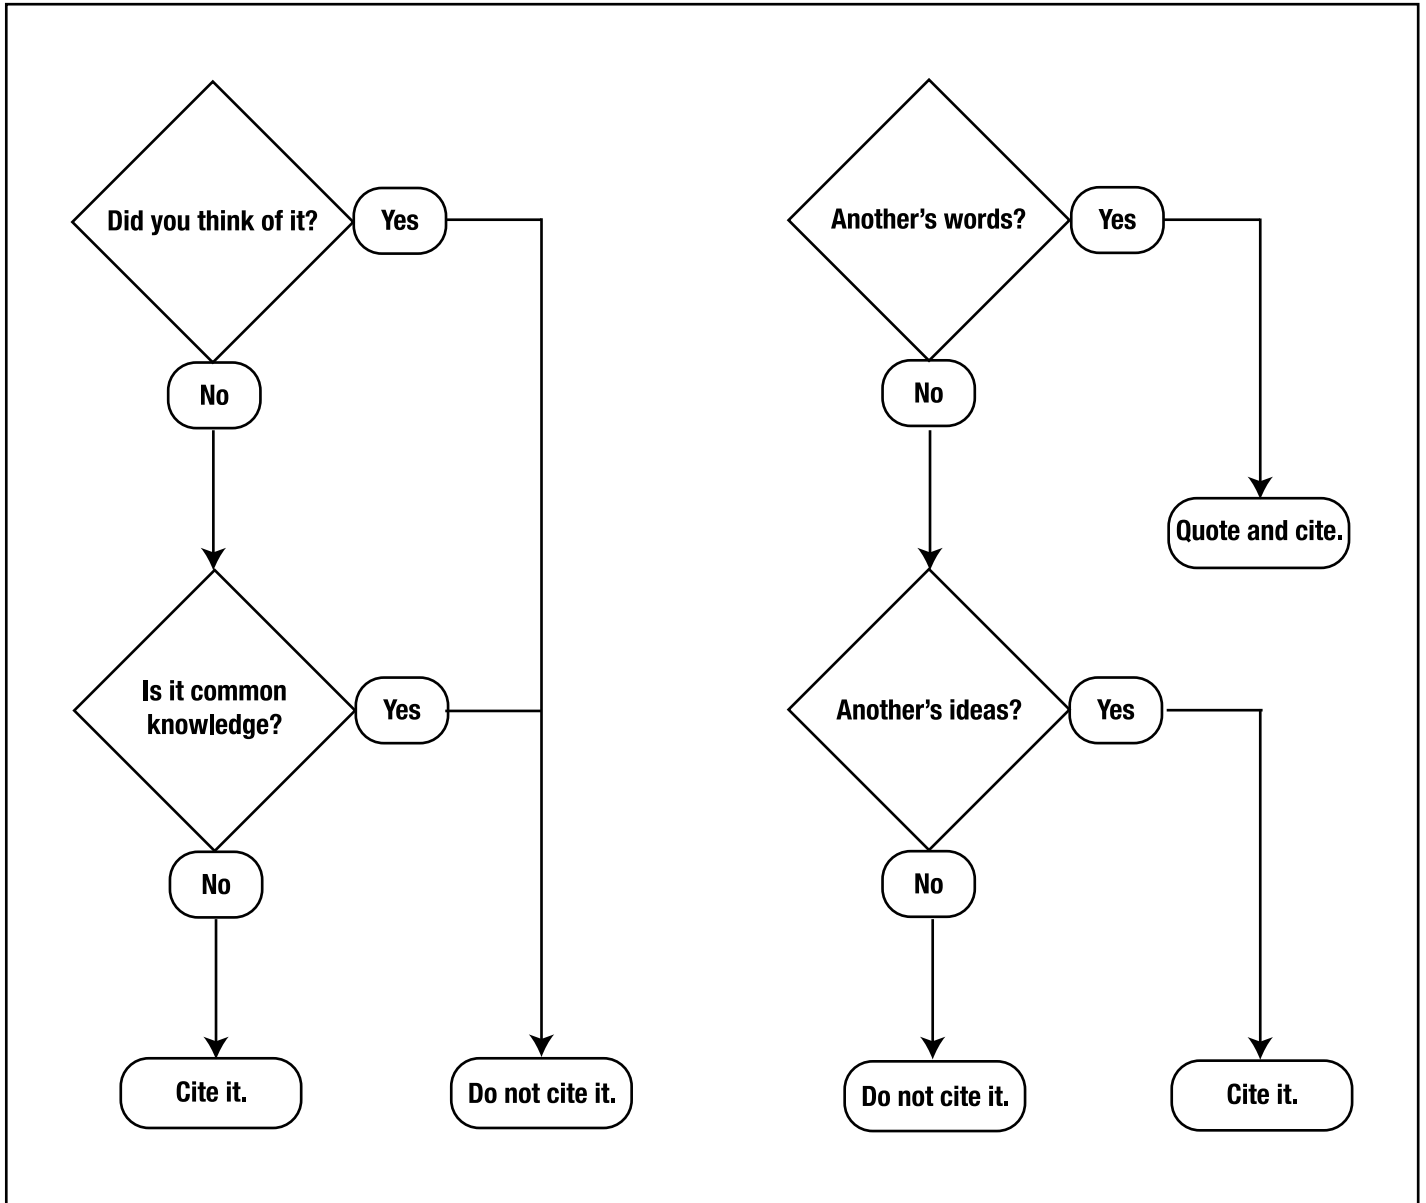 Did you think of it?
Yes
No
Is it common
knowledge?
Yes
No
Cite it.
Do not cite it.
Another's words?
Yes
No
Quote and cite.
Another's ideas?
Yes
No
Do not cite it.
Cite it.